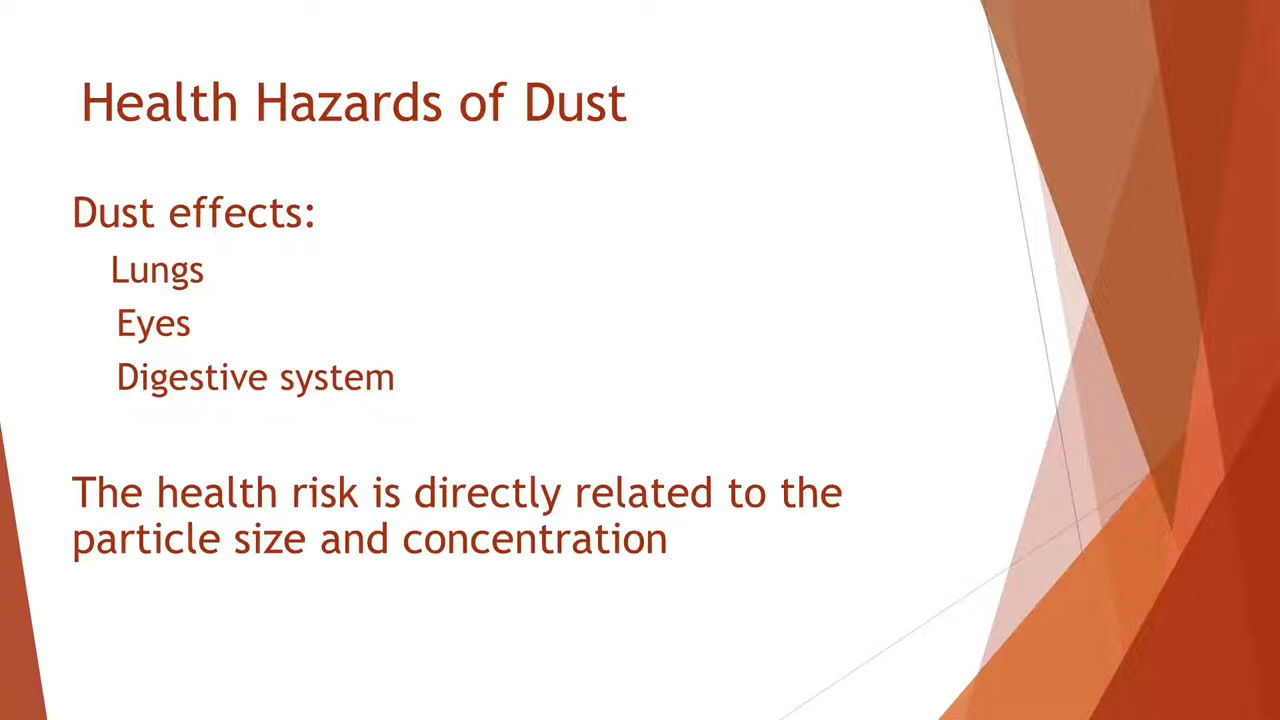 Health Hazards of Dust
Dust effects:
Lungs
Eyes
Digestive system
The health risk is directly related to the
particle size and concentration